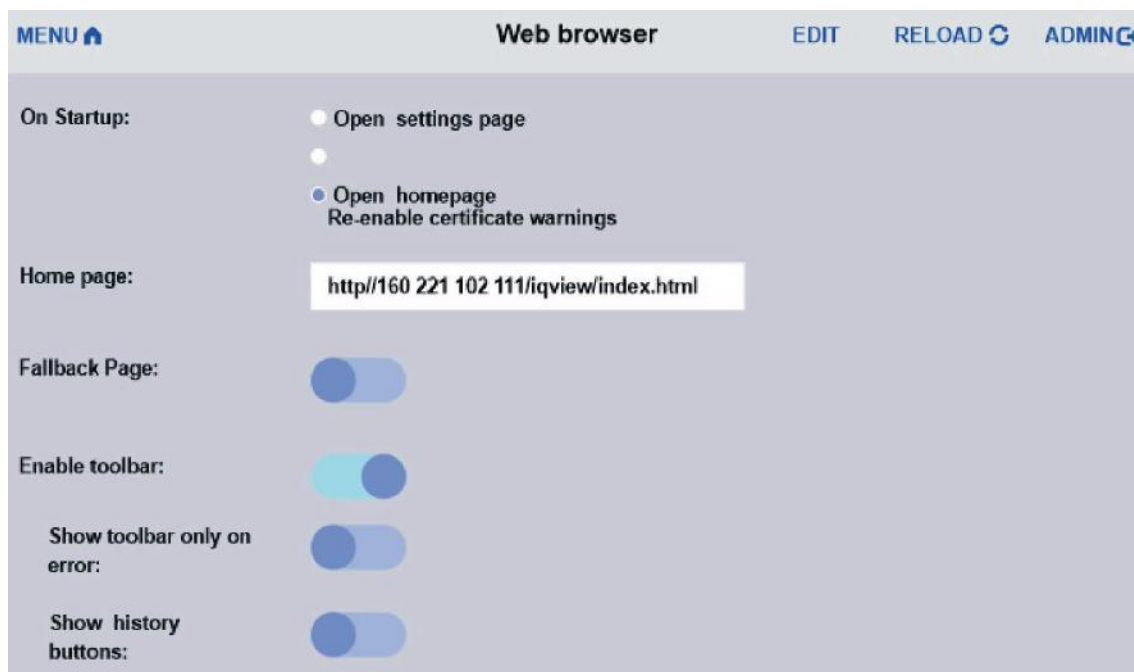 MENU
Web browser
EDIT
RELOAD
ADMIN
On Startup:
Open settings page
Open homepage
Re-enable certificate warnings
Home page:
http//160 221 102 111/iqview/index.html
Fallback Page:
Enable toolbar:
Show toolbar only on
error:
Show history
buttons: